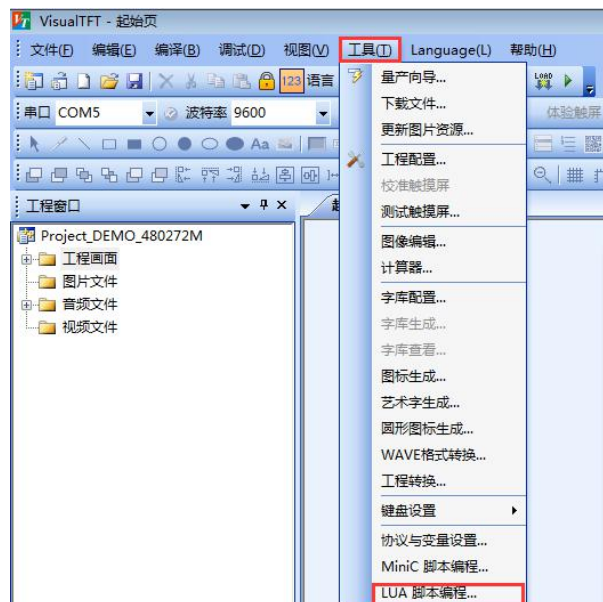 VisualTFT - 起始页
文件(F) 编辑(E) 编译(B) 调试(D) 视图(V) 工具(T) Language(L) 帮助(H)
123 语言 LOAD
串口 COM5 波特率 9600 体验触摸屏
Aa
工程窗口
Project_DEMO_480272M
工程画面
图片文件
音频文件
视频文件
量产向导...
下载文件...
更新图片资源...
工程配置...
校准触摸屏
测试触摸屏...
图像编辑...
计算器...
字库配置...
字库生成...
字库查看...
图标生成...
艺术字生成...
圆形图标生成...
WAVE格式转换...
工程转换...
键盘设置
协议与变量设置...
MiniC 脚本编程...
LUA 脚本编程...